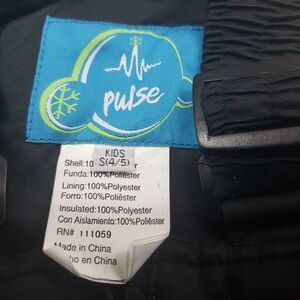 pulse
KIDS
S(4/5)
Shell:10
Funda:100%Poliéster
Lining:100%Polyester
Forro:100%Poliéster
Insulated:100%Polyester
Con Aislamiento:100%Poliéster
RN# 111059
Made in China
ho en China